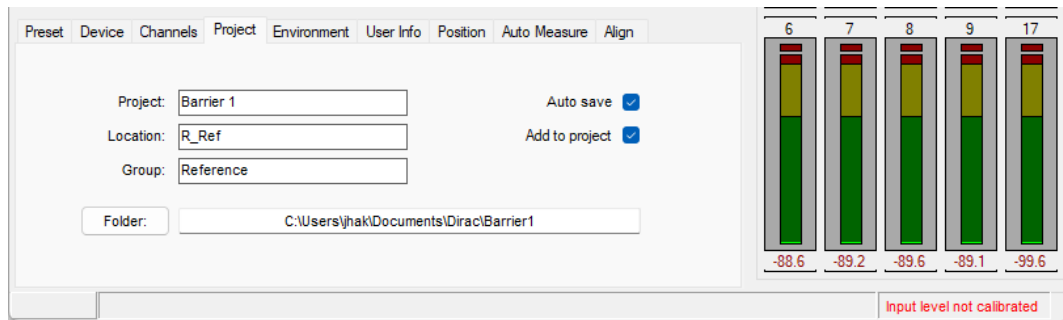 Preset Device Channels Project Environment User Info Position Auto Measure Align
6 7 8 9 17
Project: Barrier 1 Auto save
Location: R_Ref Add to project
Group: Reference
Folder: C:\Users\jhak\Documents\Dirac\Barrier1
-88.6 -89.2 -89.6 -89.1 -99.6
Input level not calibrated